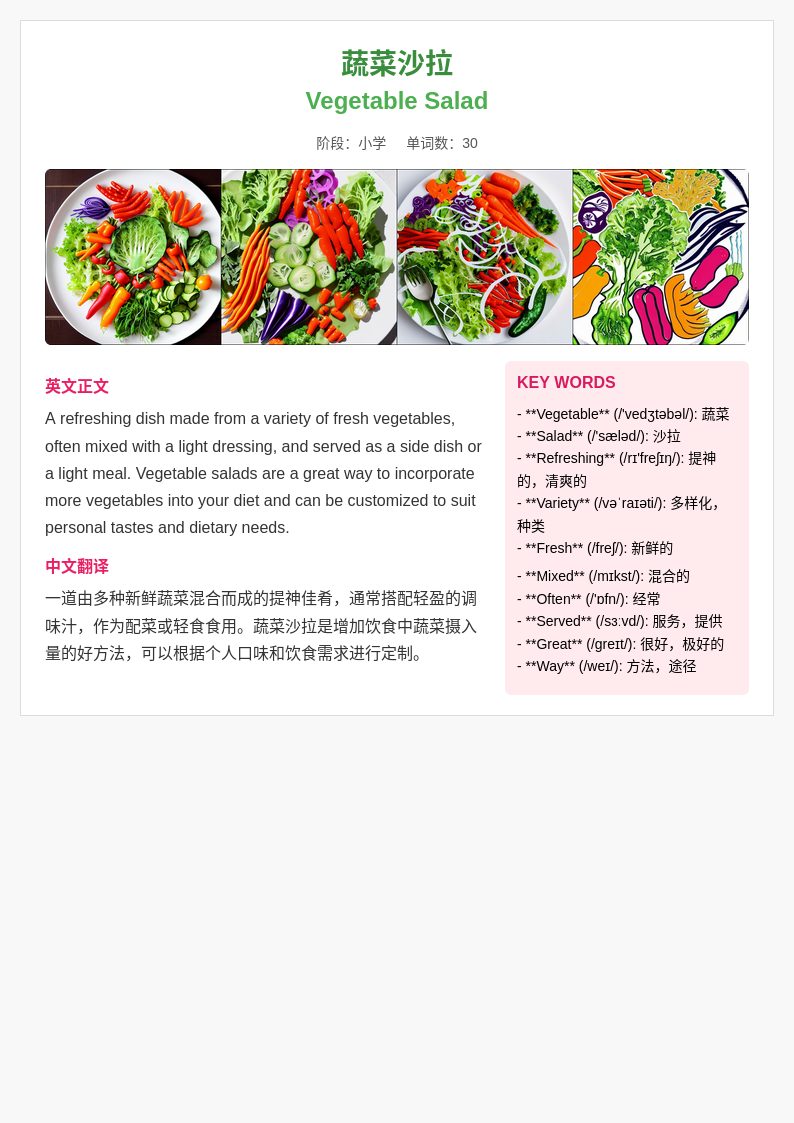 蔬菜沙拉
Vegetable Salad
阶段：小学 单词数：30
英文正文
A refreshing dish made from a variety of fresh vegetables,
often mixed with a light dressing, and served as a side dish or
a light meal. Vegetable salads are a great way to incorporate
more vegetables into your diet and can be customized to suit
personal tastes and dietary needs.
中文翻译
一道由多种新鲜蔬菜混合而成的提神佳肴，通常搭配轻盈的调
味汁，作为配菜或轻食食用。蔬菜沙拉是增加饮食中蔬菜摄入
量的好方法，可以根据个人口味和饮食需求进行定制。
KEY WORDS
- **Vegetable** (/'vedʒtəbəl/): 蔬菜
- **Salad** (/'sæləd/): 沙拉
- **Refreshing** (/rɪ'freʃɪŋ/): 提神
的，清爽的
- **Variety** (/vəˈraɪəti/): 多样化，
种类
- **Fresh** (/freʃ/): 新鲜的
- **Mixed** (/mɪkst/): 混合的
- **Often** (/'ɒfn/): 经常
- **Served** (/sɜːvd/): 服务，提供
- **Great** (/greɪt/): 很好，极好的
- **Way** (/weɪ/): 方法，途径